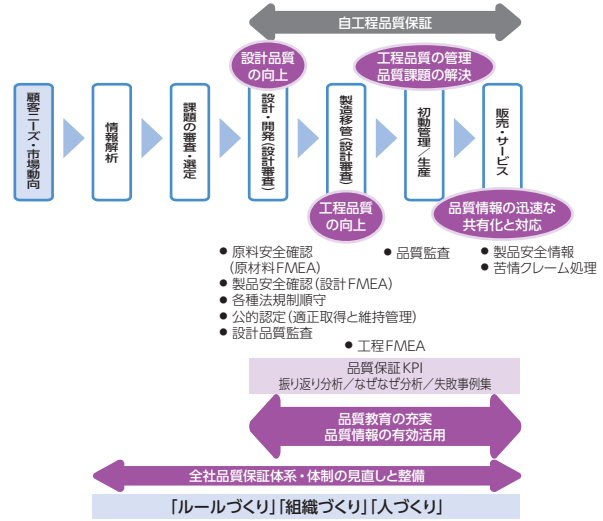 自工程品質保証
設計品質
の向上
工程品質の管理
品質課題の解決
顧客ニーズ・市場動向
情報解析
課題の審査・選定
設計・開発(設計審査)
製造移管(設計審査)
初動管理/生産
販売・サービス
工程品質
の向上
品質情報の迅速な
共有化と対応
● 原料安全確認
(原材料FMEA)
● 製品安全確認(設計FMEA)
● 各種法規制順守
● 公的認定(適正取得と維持管理)
● 設計品質監査
● 工程FMEA
● 品質監査
● 製品安全情報
● 苦情クレーム処理
品質保証KPI
振り返り分析/なぜなぜ分析/失敗事例集
品質教育の充実
品質情報の有効活用
全社品質保証体系・体制の見直しと整備
「ルールづくり」「組織づくり」「人づくり」